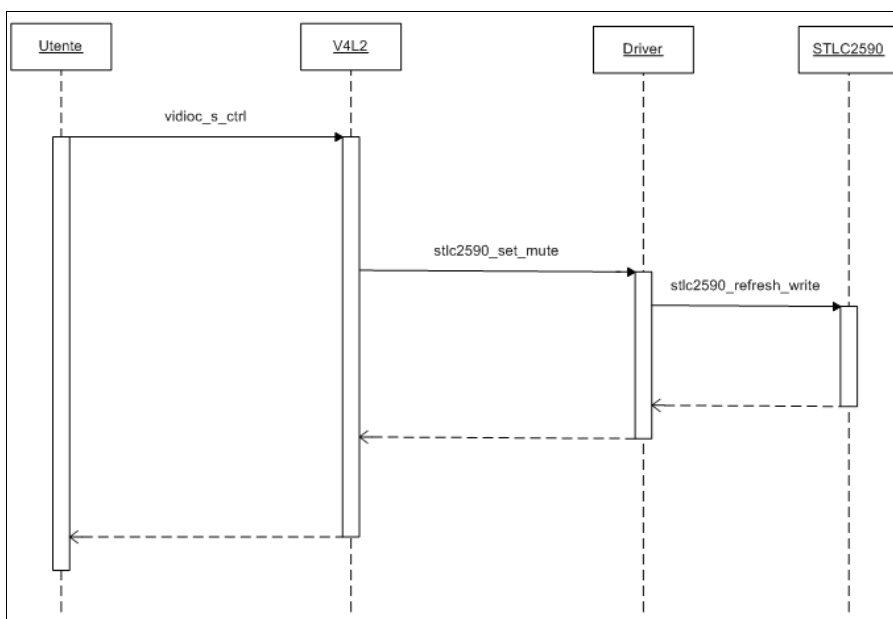 Utente
V4L2
Driver
STLC2590
vidioc_s_ctrl
stlc2590_set_mute
stlc2590_refresh_write